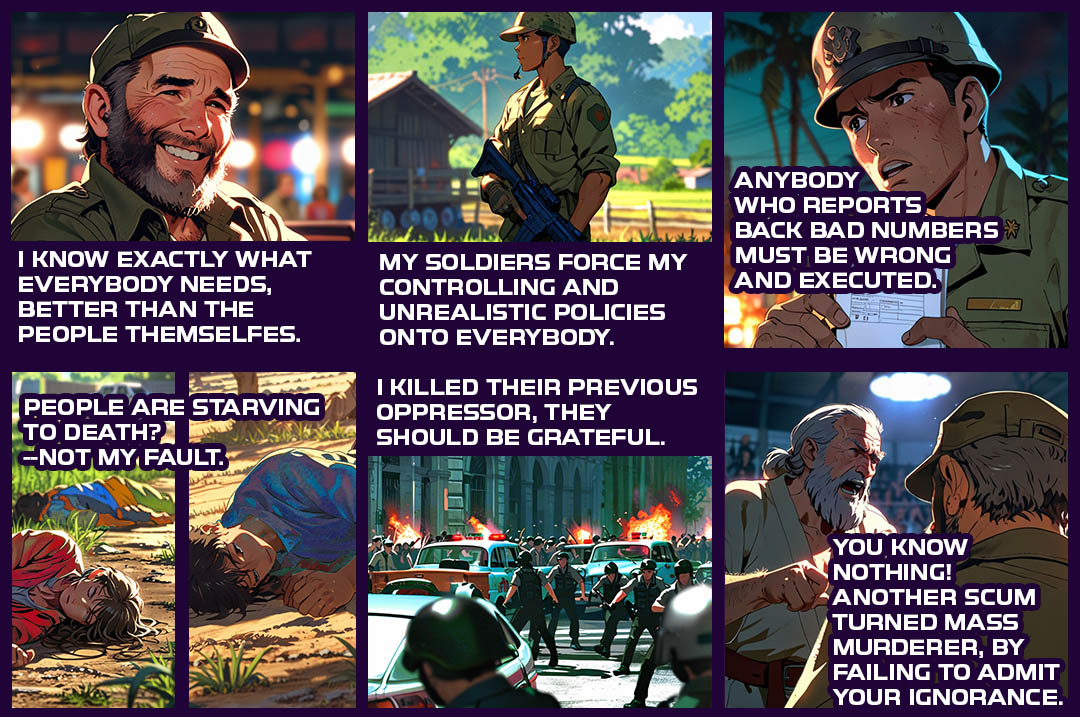 I KNOW EXACTLY WHAT
EVERYBODY NEEDS,
BETTER THAN THE
PEOPLE THEMSELFES.
MY SOLDIERS FORCE MY
CONTROLLING AND
UNREALISTIC POLICIES
ONTO EVERYBODY.
ANYBODY
WHO REPORTS
BACK BAD NUMBERS
MUST BE WRONG
AND EXECUTED.
PEOPLE ARE STARVING
TO DEATH?
—NOT MY FAULT.
I KILLED THEIR PREVIOUS
OPPRESSOR, THEY
SHOULD BE GRATEFUL.
YOU KNOW
NOTHING!
ANOTHER SCUM
TURNED MASS
MURDERER, BY
FAILING TO ADMIT
YOUR IGNORANCE.